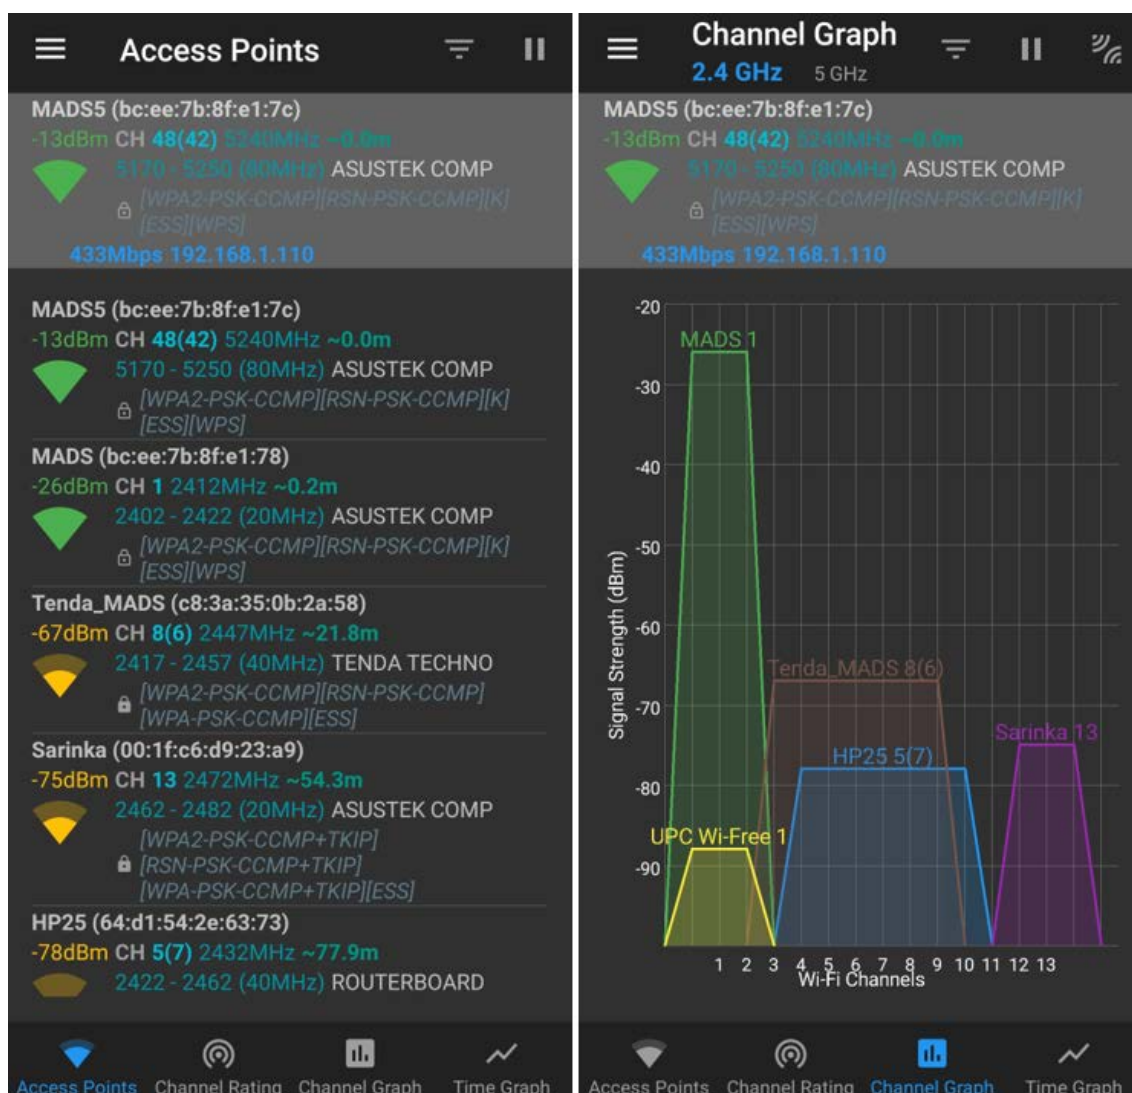 Access Points
MADS5 (bc:ee:7b:8f:e1:7c)
-13dBm CH 48(42) 5240MHz ~0.0m
5170 - 5250 (80MHz) ASUSTEK COMP
[WPA2-PSK-CCMP][RSN-PSK-CCMP][K]
[ESS][WPS]
433Mbps 192.168.1.110
MADS5 (bc:ee:7b:8f:e1:7c)
-13dBm CH 48(42) 5240MHz ~0.0m
5170 - 5250 (80MHz) ASUSTEK COMP
[WPA2-PSK-CCMP][RSN-PSK-CCMP][K]
[ESS][WPS]
MADS (bc:ee:7b:8f:e1:78)
-26dBm CH 1 2412MHz ~0.2m
2402 - 2422 (20MHz) ASUSTEK COMP
[WPA2-PSK-CCMP][RSN-PSK-CCMP][K]
[ESS][WPS]
Tenda_MADS (c8:3a:35:0b:2a:58)
-67dBm CH 8(6) 2447MHz ~21.8m
2417 - 2457 (40MHz) TENDA TECHNO
[WPA2-PSK-CCMP][RSN-PSK-CCMP]
[WPA-PSK-CCMP][ESS]
Sarinka (00:1f:c6:d9:23:a9)
-75dBm CH 13 2472MHz ~54.3m
2462 - 2482 (20MHz) ASUSTEK COMP
[WPA2-PSK-CCMP+TKIP]
[RSN-PSK-CCMP+TKIP]
[WPA-PSK-CCMP+TKIP][ESS]
HP25 (64:d1:54:2e:63:73)
-78dBm CH 5(7) 2432MHz ~77.9m
2422 - 2462 (40MHz) ROUTERBOARD
Access Points Channel Rating Channel Graph Time Graph
Channel Graph
2.4 GHz 5 GHz
MADS5 (bc:ee:7b:8f:e1:7c)
-13dBm CH 48(42) 5240MHz ~0.0m
5170 - 5250 (80MHz) ASUSTEK COMP
[WPA2-PSK-CCMP][RSN-PSK-CCMP][K]
[ESS][WPS]
433Mbps 192.168.1.110
-20
MADS 1
-30
-40
-50
-60
Tenda_MADS 8(6)
-70
Sarinka 13
HP25 5(7)
-80
UPC Wi-Free 1
-90
Signal Strength (dBm)
1 2 3 4 5 6 7 8 9 10 11 12 13
Wi-Fi Channels
Access Points Channel Rating Channel Graph Time Graph